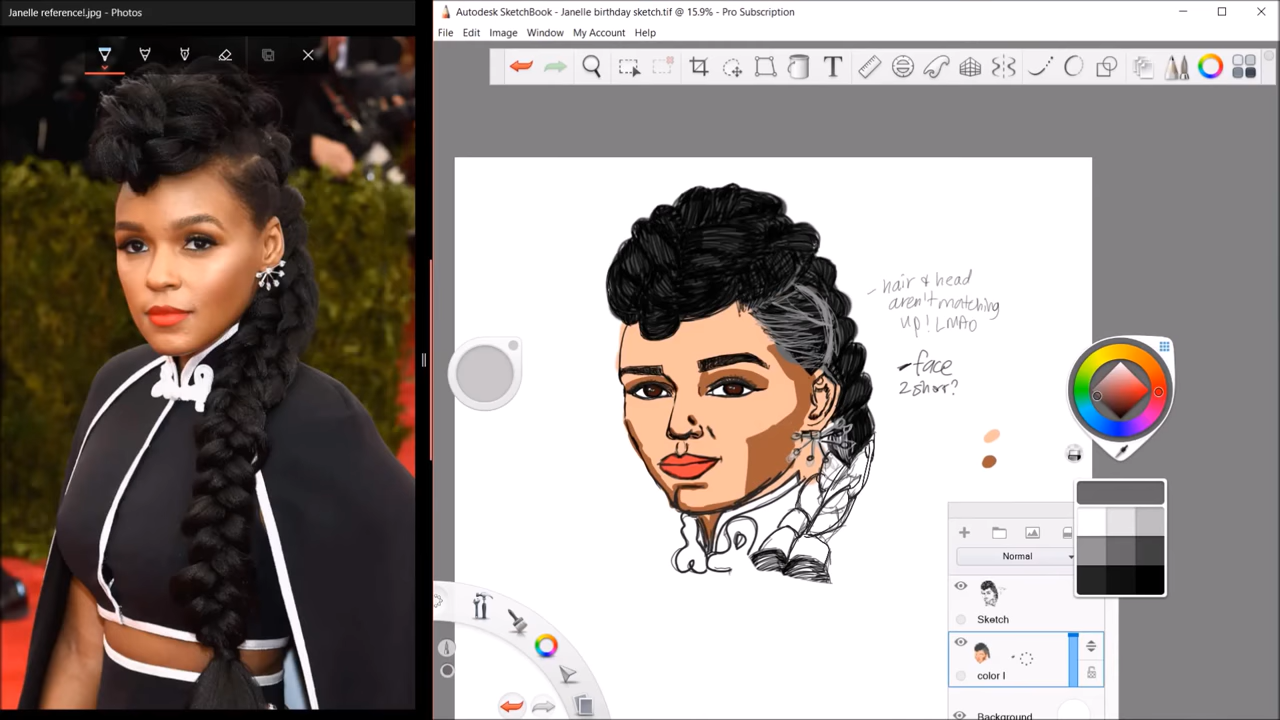 Janelle reference!.jpg - Photos
Autodesk SketchBook - Janelle birthday sketch.tif @ 15.9% - Pro Subscription
File Edit Image Window My Account Help
T
- hair & head
aren't matching
up! LMAO
- face
Normal
Sketch
color 1
Background